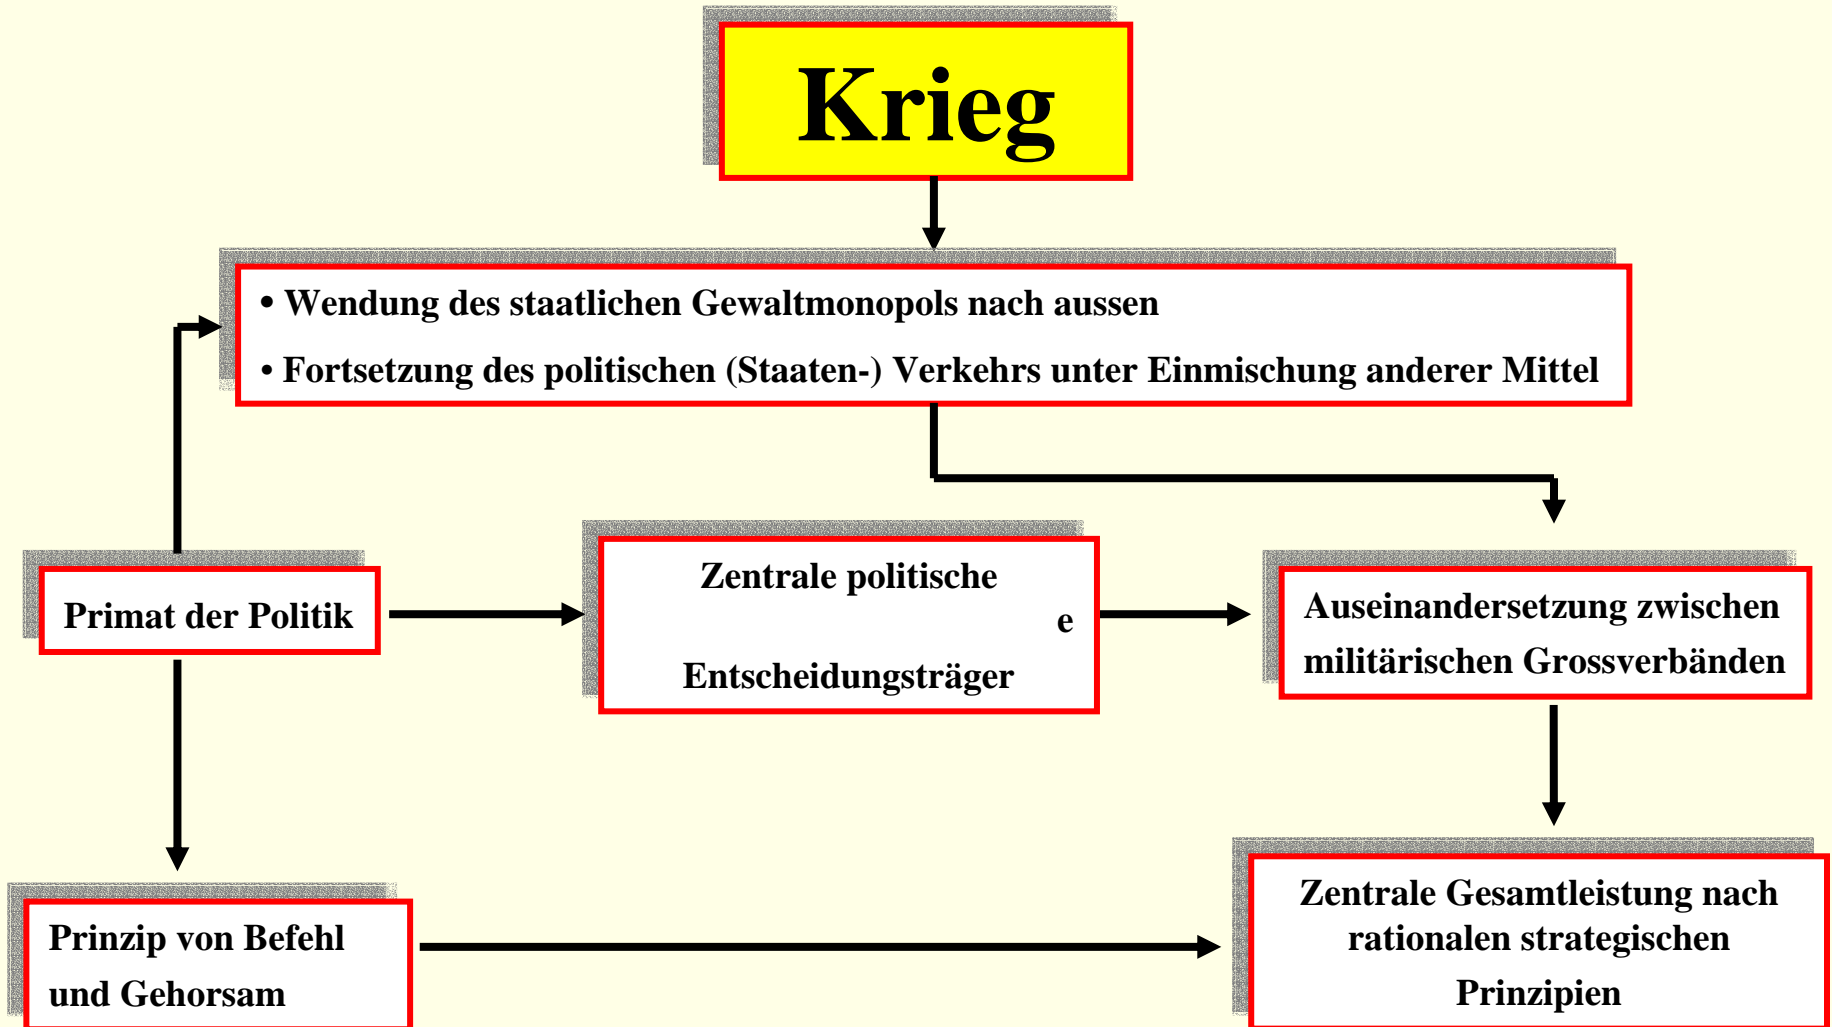 Krieg
• Wendung des staatlichen Gewaltmonopols nach aussen
• Fortsetzung des politischen (Staaten-) Verkehrs unter Einmischung anderer Mittel
Primat der Politik
Zentrale politische
e
Entscheidungsträger
Auseinandersetzung zwischen
militärischen Grossverbänden
Prinzip von Befehl
und Gehorsam
Zentrale Gesamtleistung nach
rationalen strategischen
Prinzipien